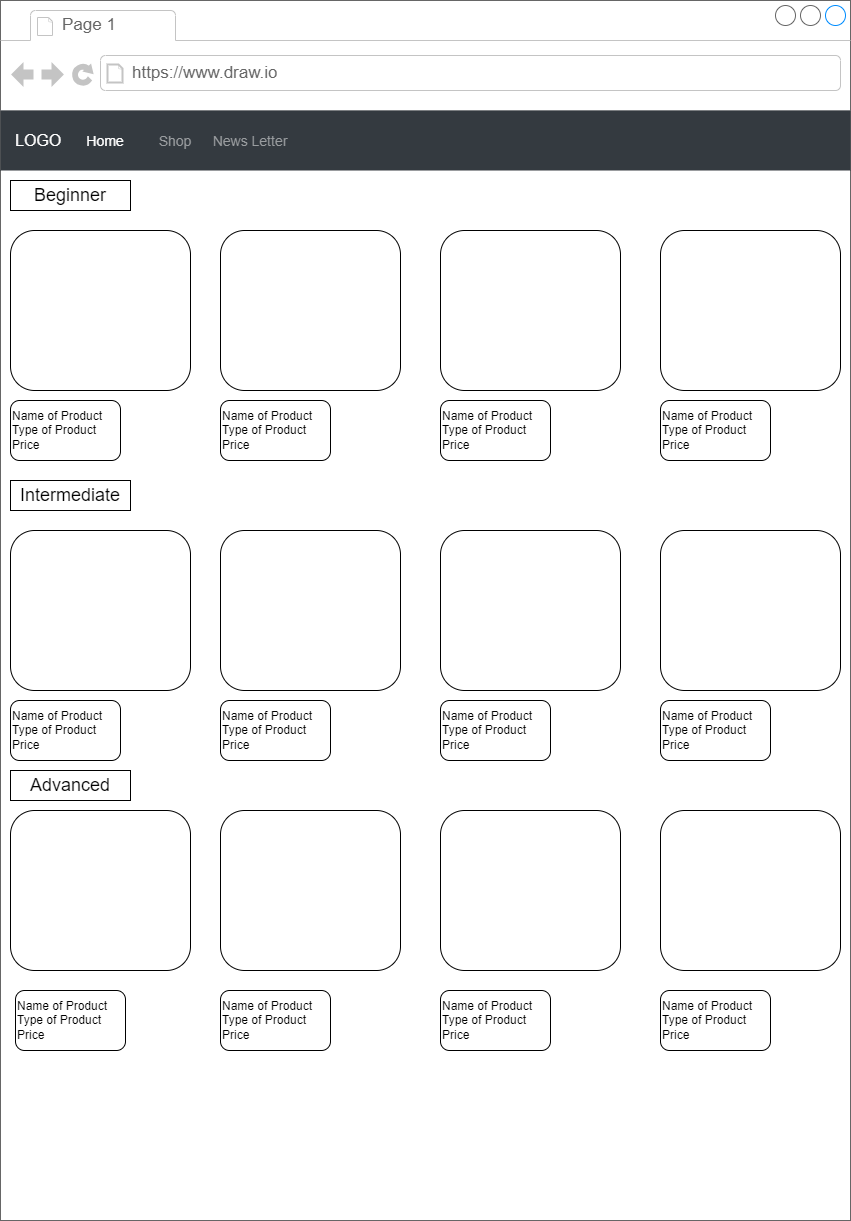 Page 1
https://www.draw.io
LOGO Home Shop News Letter
Beginner
Name of Product
Type of Product
Price
Name of Product
Type of Product
Price
Name of Product
Type of Product
Price
Name of Product
Type of Product
Price
Intermediate
Name of Product
Type of Product
Price
Name of Product
Type of Product
Price
Name of Product
Type of Product
Price
Name of Product
Type of Product
Price
Advanced
Name of Product
Type of Product
Price
Name of Product
Type of Product
Price
Name of Product
Type of Product
Price
Name of Product
Type of Product
Price